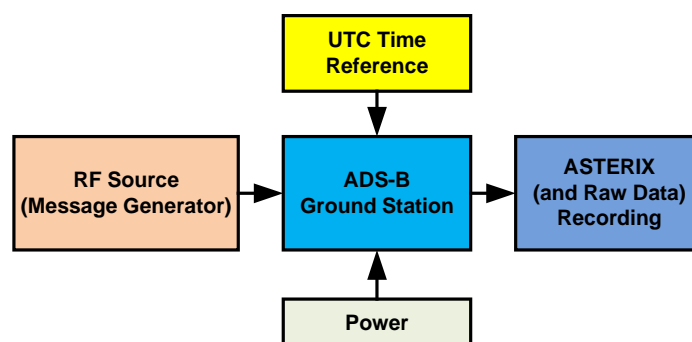 UTC Time
Reference
RF Source
(Message Generator)
ADS-B
Ground Station
ASTERIX
(and Raw Data)
Recording
Power